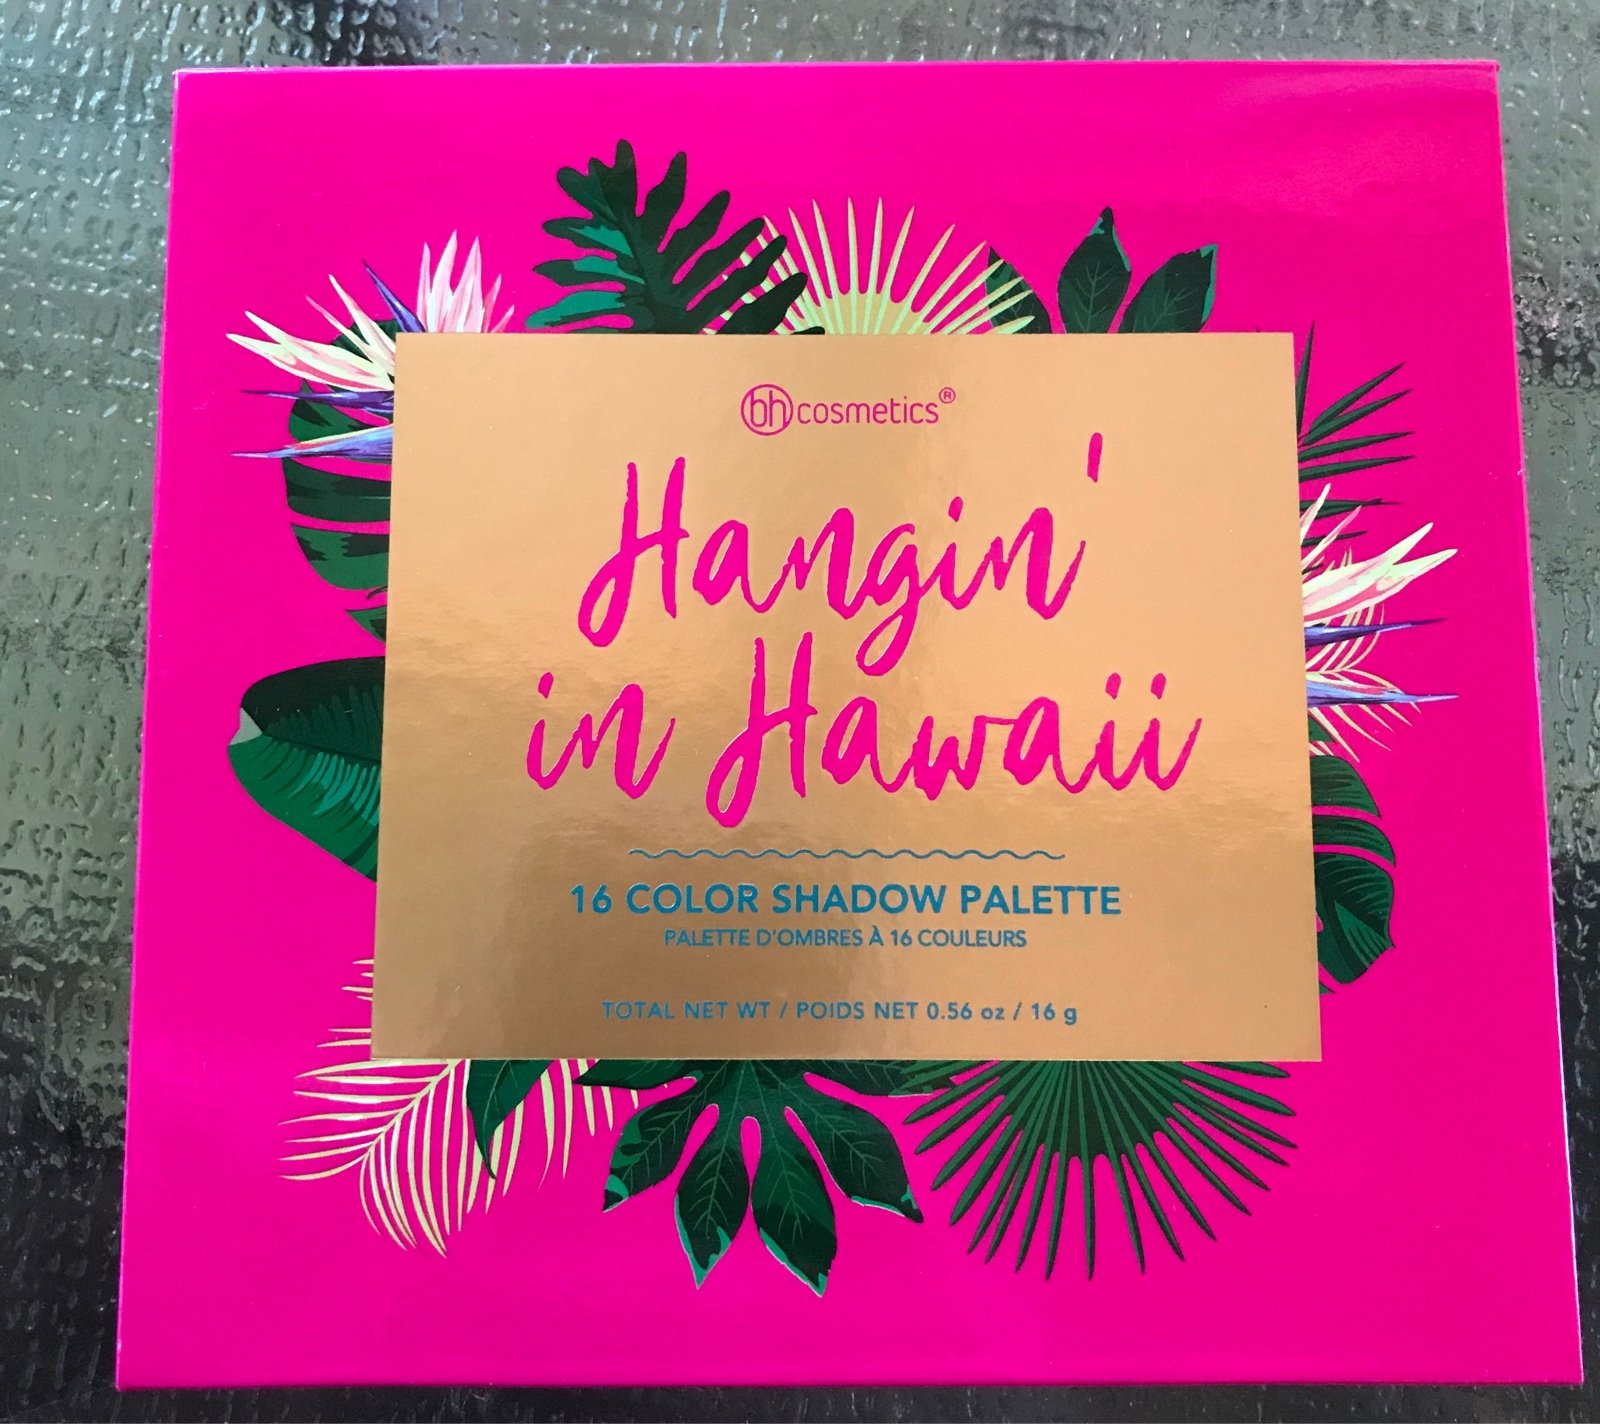 bh cosmetics®
Hangin'
in Hawaii
16 COLOR SHADOW PALETTE
PALETTE D'OMBRES À 16 COULEURS
TOTAL NET WT / POIDS NET 0.56 oz / 16 g